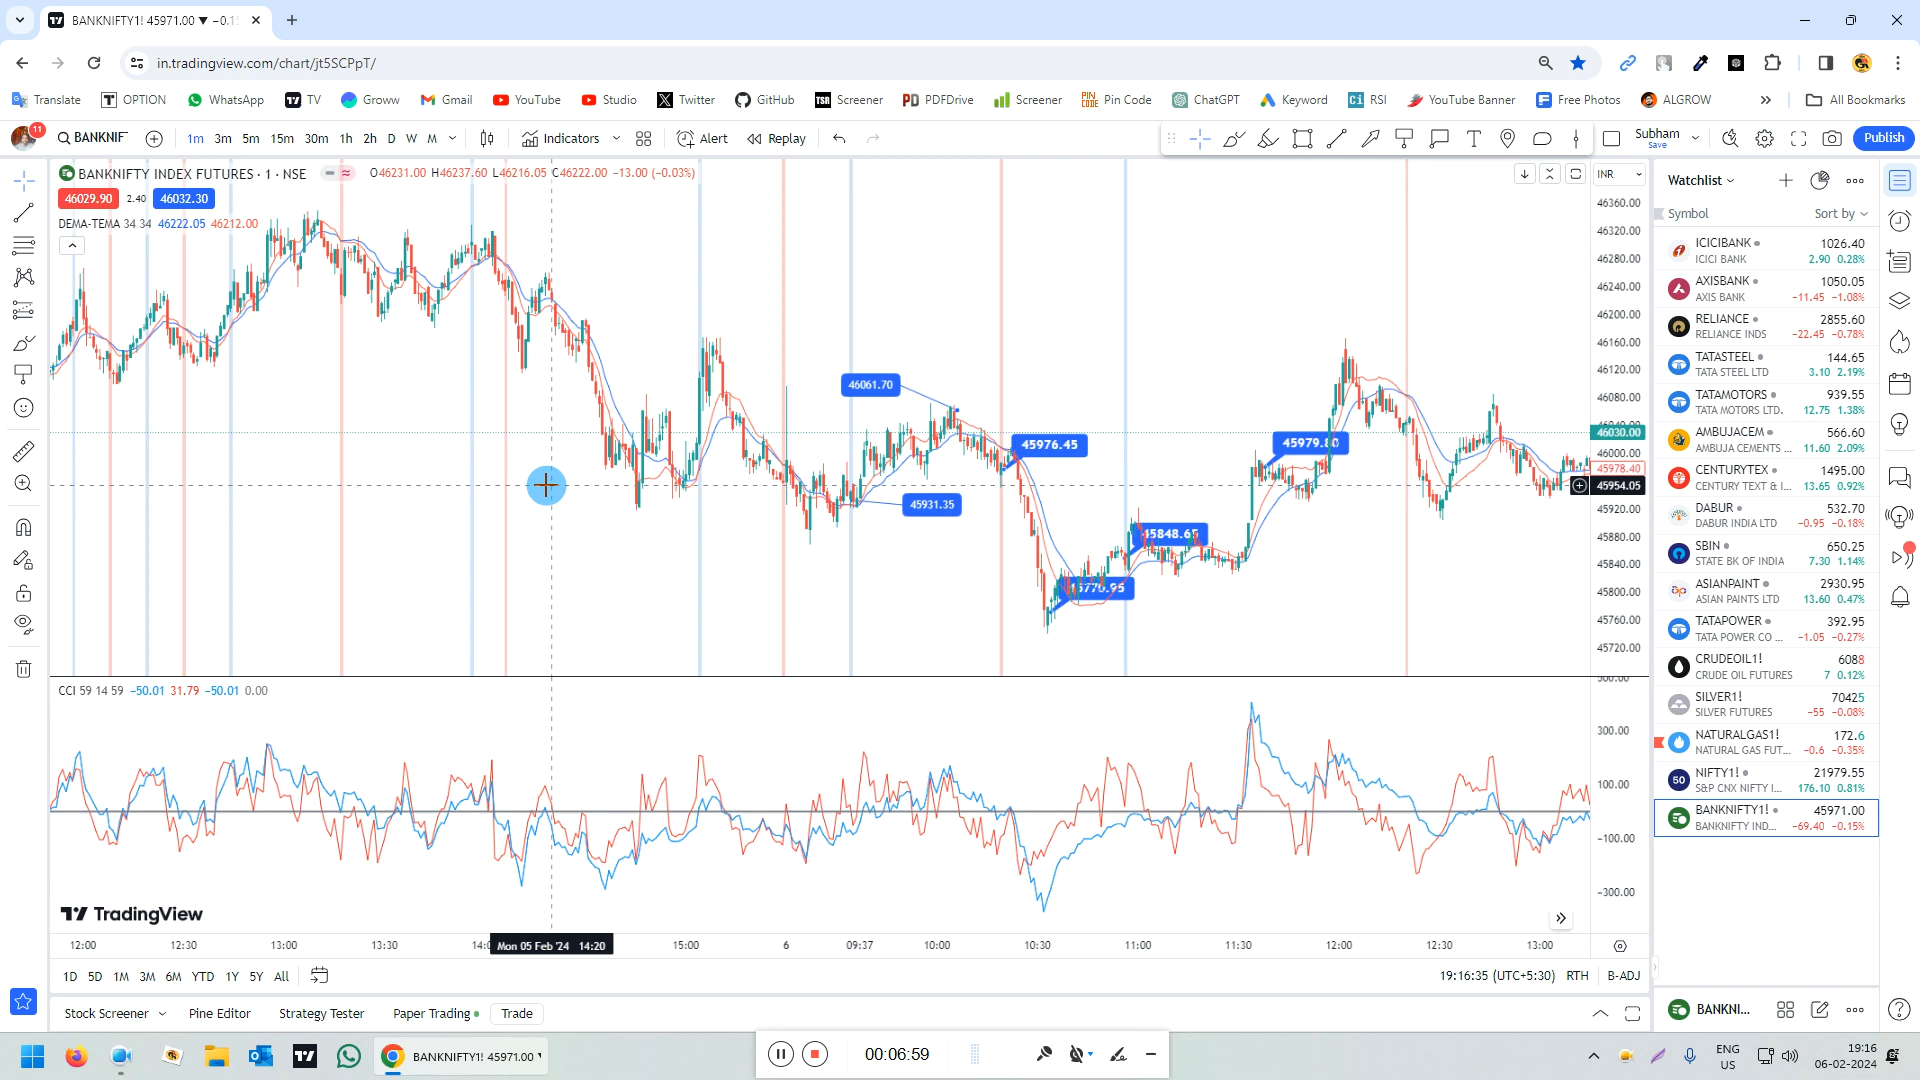 BANKNIFTY1! 45971.00 ▼ −0.1
in.tradingview.com/chart/jt5SCPpT/
Translate OPTION WhatsApp TV Groww Gmail YouTube Studio Twitter GitHub Screener PDFDrive Screener Pin Code ChatGPT Keyword RSI YouTube Banner Free Photos ALGROW » All Bookmarks
11 BANKNIF 1m 3m 5m 15m 30m 1h 2h D W M Indicators Alert Replay Subham Save Publish
BANKNIFTY INDEX FUTURES · 1 · NSE O46231.00 H46237.60 L46216.05 C46222.00 −13.00 (−0.03%)
46029.90 2.40 46032.30
DEMA-TEMA 34 34 46222.05 46212.00
INR
46360.00
46320.00
46280.00
46240.00
46200.00
46160.00
46120.00
46080.00
46030.00
46000.00
45978.40
45954.05
45920.00
45880.00
45840.00
45800.00
45760.00
45720.00
46061.70
45976.45
45979.80
45931.35
45848.65
45770.95
CCI 59 14 59 −50.01 31.79 −50.01 0.00
300.00
100.00
−100.00
−300.00
TradingView
12:00 12:30 13:00 13:30 Mon 05 Feb '24 14:20 15:00 6 09:37 10:00 10:30 11:00 11:30 12:00 12:30 13:00
1D 5D 1M 3M 6M YTD 1Y 5Y All 19:16:35 (UTC+5:30) RTH B-ADJ
Stock Screener Pine Editor Strategy Tester Paper Trading Trade
Watchlist
Symbol Sort by
ICICIBANK 1026.40
ICICI BANK 2.90 0.28%
AXISBANK 1050.05
AXIS BANK −11.45 −1.08%
RELIANCE 2855.60
RELIANCE INDS −22.45 −0.78%
TATASTEEL 144.65
TATA STEEL LTD 3.10 2.19%
TATAMOTORS 939.55
TATA MOTORS LTD. 12.75 1.38%
AMBUJACEM 566.60
AMBUJA CEMENTS ... 11.60 2.09%
CENTURYTEX 1495.00
CENTURY TEXT & I... 13.65 0.92%
DABUR 532.70
DABUR INDIA LTD −0.95 −0.18%
SBIN 650.25
STATE BK OF INDIA 7.30 1.14%
ASIANPAINT 2930.95
ASIAN PAINTS LTD 13.60 0.47%
TATAPOWER 392.95
TATA POWER CO ... −1.05 −0.27%
CRUDEOIL1! 6088
CRUDE OIL FUTURES 7 0.12%
SILVER1! 70425
SILVER FUTURES −55 −0.08%
NATURALGAS1! 172.6
NATURAL GAS FUT... −0.6 −0.35%
50 NIFTY1! 21979.55
S&P CNX NIFTY I... 176.10 0.81%
BANKNIFTY1! 45971.00
BANKNIFTY IND... −69.40 −0.15%
BANKNI...
BANKNIFTY1! 45971.00
00:06:59
ENG
US
19:16
06-02-2024